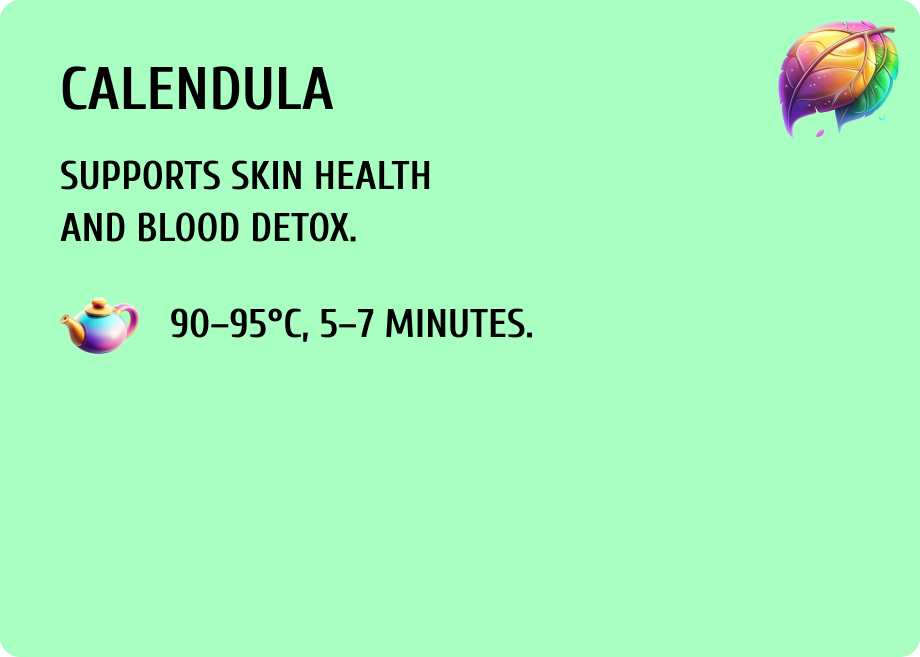 CALENDULA
SUPPORTS SKIN HEALTH
AND BLOOD DETOX.
90–95°C, 5–7 MINUTES.